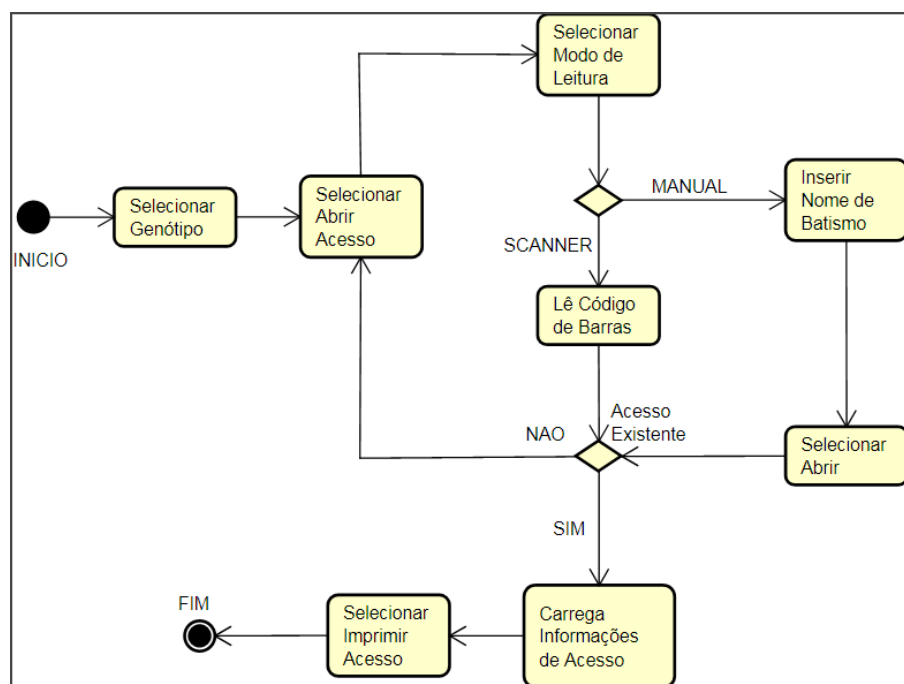 Selecionar
Modo de
Leitura
INICIO
Selecionar
Genótipo
Selecionar
Abrir
Acesso
MANUAL
Inserir
Nome de
Batismo
SCANNER
Lê Código
de Barras
NAO
Acesso
Existente
Selecionar
Abrir
SIM
Carrega
Informações
de Acesso
Selecionar
Imprimir
Acesso
FIM